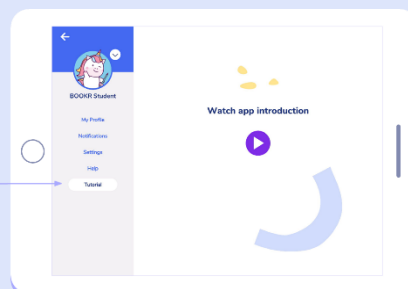 BOOKR Student
My Profile
Notifications
Settings
Help
Tutorial
Watch app introduction